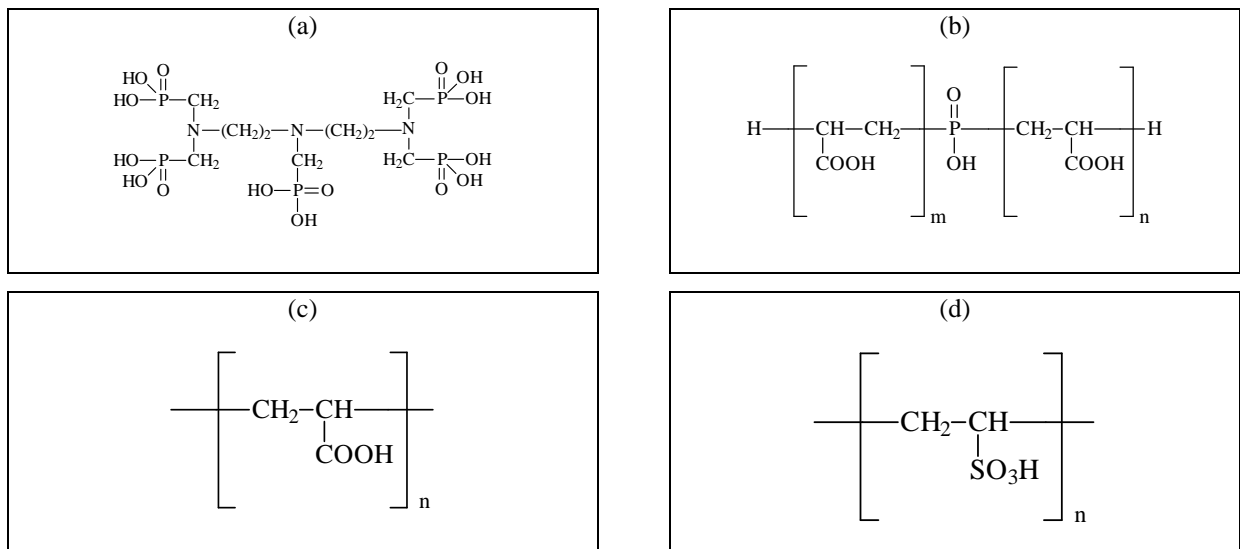 (a)
HO O
HO—P—CH₂
N—(CH₂)₂—N—(CH₂)₂—N
HO—P—CH₂
HO O
CH₂
HO—P=O
OH
O OH
H₂C—P—OH
H₂C—P—OH
O OH
(b)
H—[CH—CH₂]m—P—[CH₂—CH]n—H
COOH
O
OH
COOH
(c)
[CH₂—CH]n
COOH
(d)
[CH₂—CH]n
SO₃H